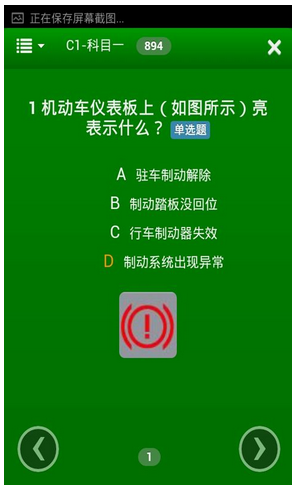 正在保存屏幕截图...
C1-科目一 894
1 机动车仪表板上（如图所示）亮
表示什么？ 单选题
A 驻车制动解除
B 制动踏板没回位
C 行车制动器失效
D 制动系统出现异常
1